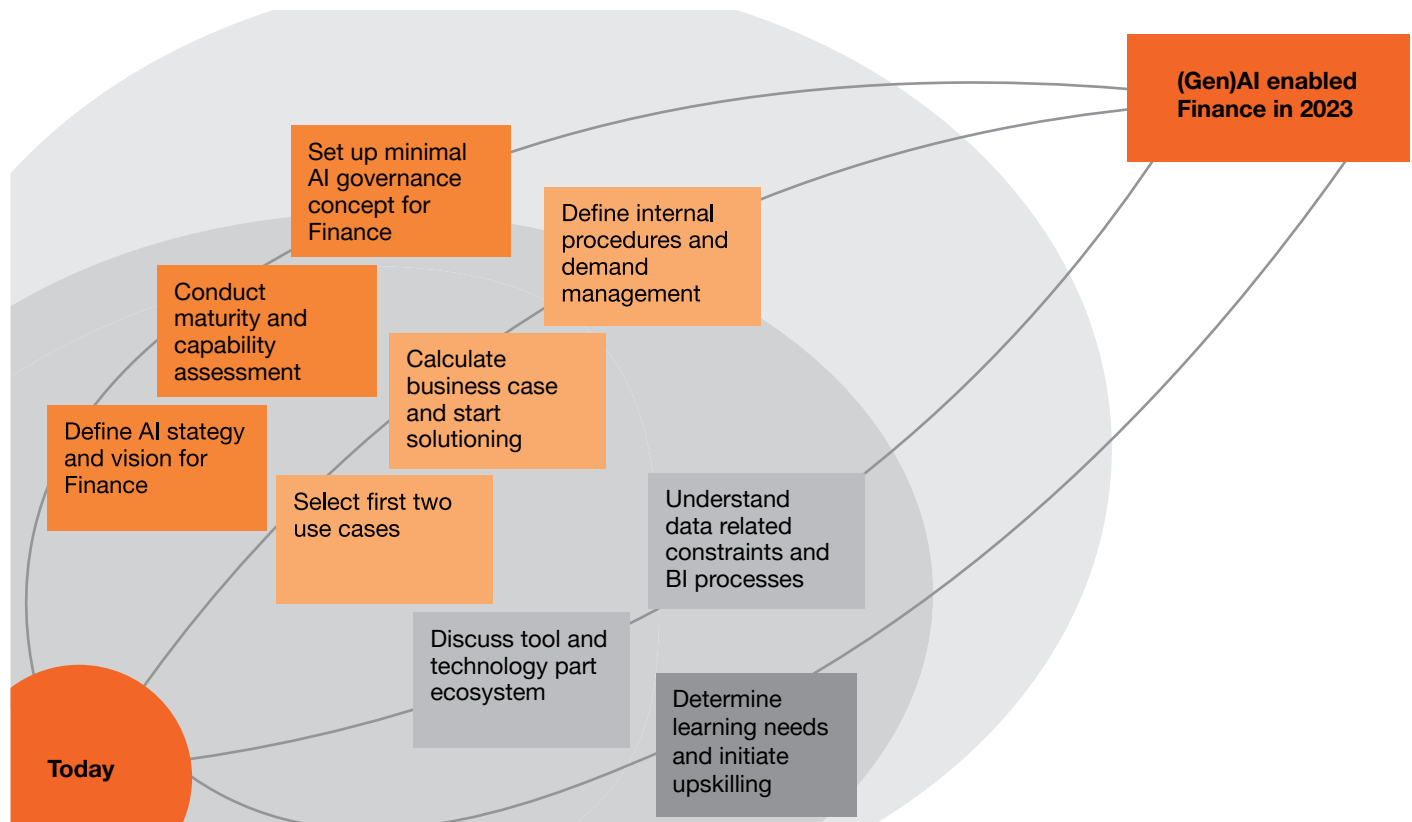 (Gen)AI enabled
Finance in 2023
Set up minimal
AI governance
concept for
Finance
Define internal
procedures and
demand
management
Conduct
maturity and
capability
assessment
Calculate
business case
and start
solutioning
Define AI stategy
and vision for
Finance
Select first two
use cases
Understand
data related
constraints and
BI processes
Discuss tool and
technology part
ecosystem
Determine
learning needs
and initiate
upskilling
Today